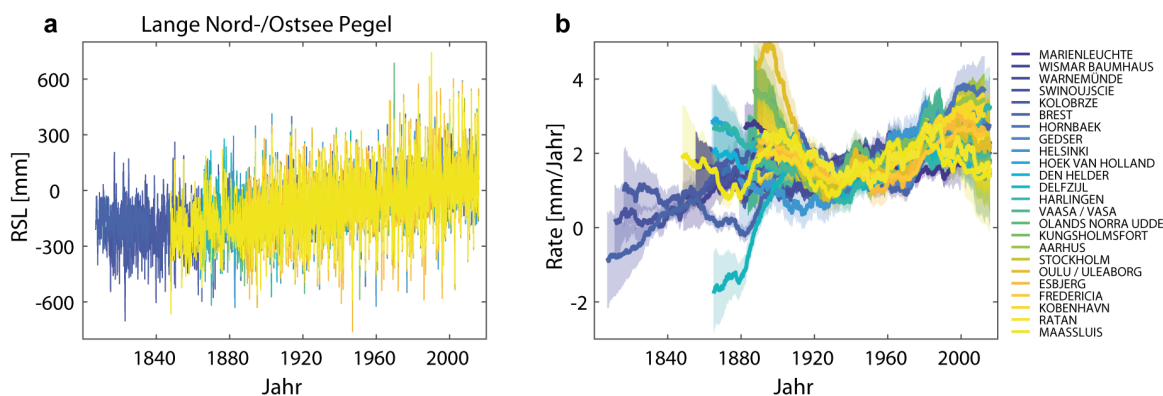 a
Lange Nord-/Ostsee Pegel
RSL [mm]
600
300
0
-300
-600
1840
1880
1920
1960
2000
Jahr
b
Rate [mm/Jahr]
4
2
0
-2
1840
1880
1920
1960
2000
Jahr
MARIENLEUCHTE
WISMAR BAUMHAUS
WARNEMÜNDE
SWINOUJSCIE
KOLOBRZE
BREST
HORNBAEK
GEDSER
HELSINKI
HOEK VAN HOLLAND
DEN HELDER
DELFZIJL
HARLINGEN
VAASA / VASA
OLANDS NORRA UDDE
KUNGSHOLMSFORT
AARHUS
STOCKHOLM
OULU / ULEABORG
ESBJERG
FREDERICIA
KOBENHAVN
RATAN
MAASSLUIS